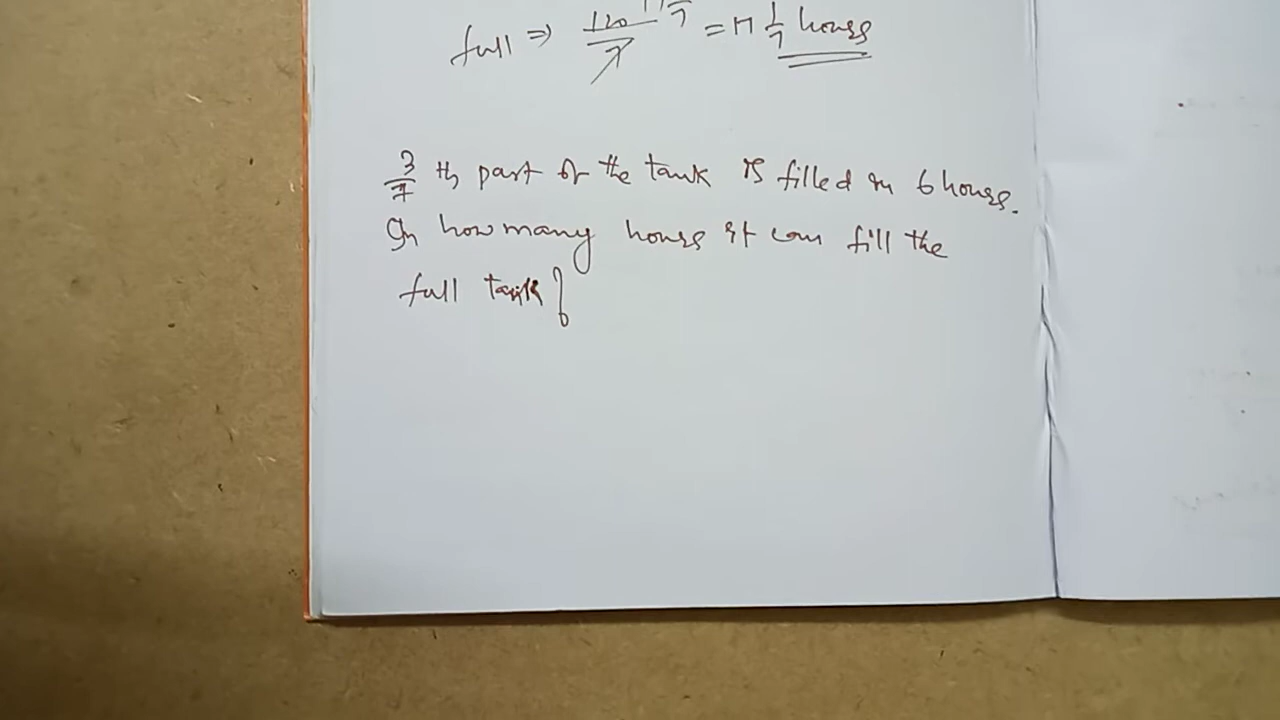 full ⇒ 120/7 = 17 1/7 hours
3/7 th part of the tank is filled in 6 hours.
In how many hours it can fill the
full tank?